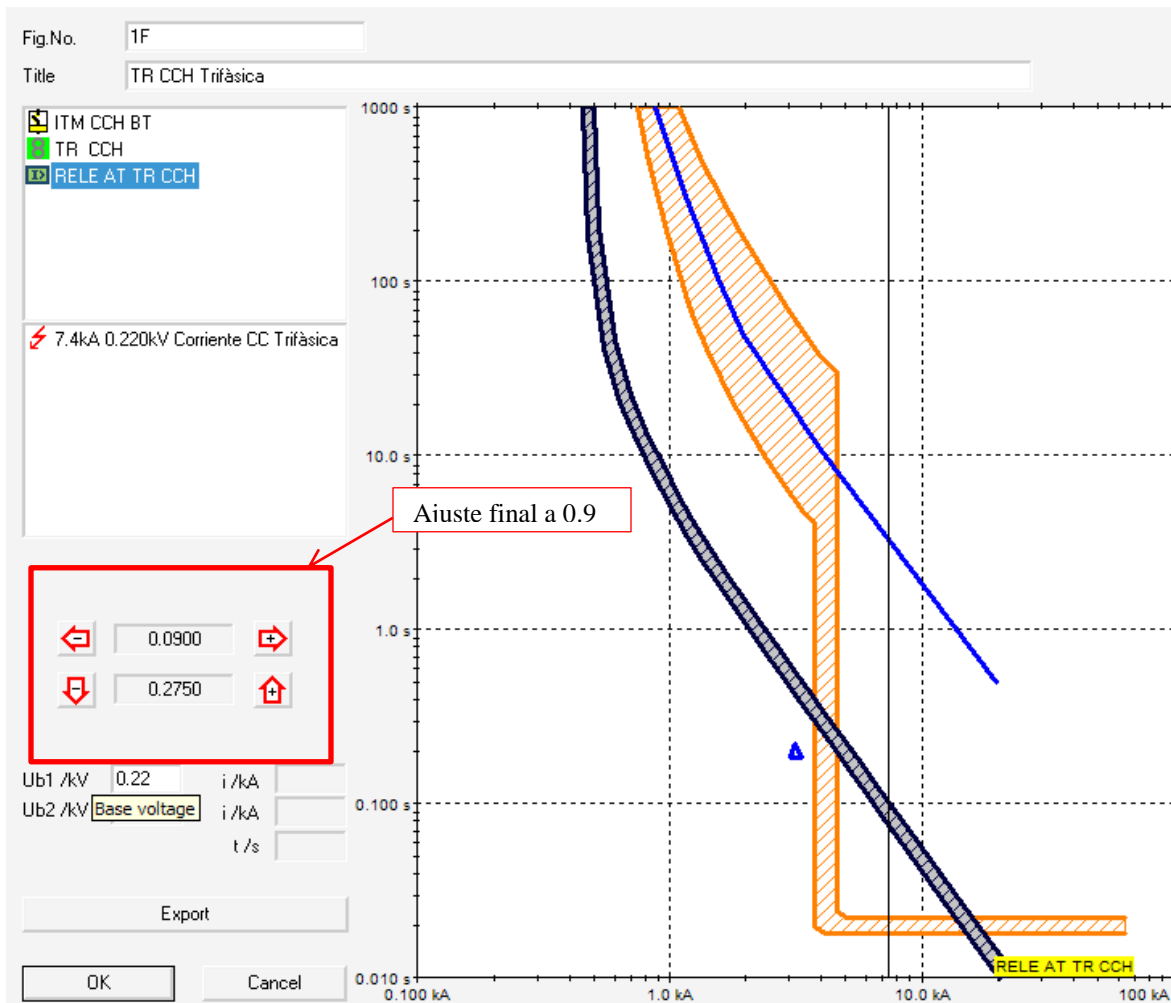 Fig.No. 1F
Title TR CCH Trifàsica
ITM CCH BT
TR CCH
RELE AT TR CCH
7.4kA 0.220kV Corriente CC Trifàsica
Aiuste final a 0.9
- 0.0900 +
- 0.2750 +
Ub1 /kV 0.22 i /kA
Ub2 /kV Base voltage i /kA
t /s
Export
OK Cancel
1000 s
100 s
10.0 s
1.0 s
0.100 s
0.010 s
RELE AT TR CCH
0.100 kA 1.0 kA 10.0 kA 100 kA